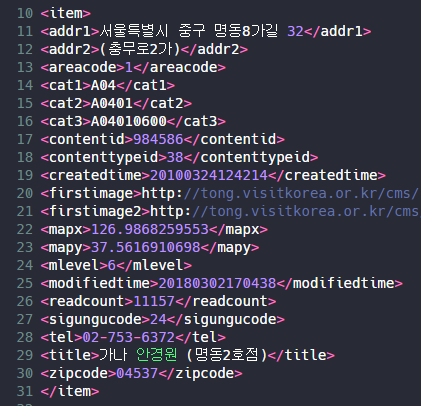 10 <item>
11 <addr1>서울특별시 중구 명동8가길 32</addr1>
12 <addr2>(충무로2가)</addr2>
13 <areacode>1</areacode>
14 <cat1>A04</cat1>
15 <cat2>A0401</cat2>
16 <cat3>A04010600</cat3>
17 <contentid>984586</contentid>
18 <contenttypeid>38</contenttypeid>
19 <createdtime>20100324124214</createdtime>
20 <firstimage>http://tong.visitkorea.or.kr/cms/
21 <firstimage2>http://tong.visitkorea.or.kr/cms
22 <mapx>126.9868259553</mapx>
23 <mapy>37.5616910698</mapy>
24 <mlevel>6</mlevel>
25 <modifiedtime>20180302170438</modifiedtime>
26 <readcount>11157</readcount>
27 <sigungucode>24</sigungucode>
28 <tel>02-753-6372</tel>
29 <title>가나 안경원 (명동2호점)</title>
30 <zipcode>04537</zipcode>
31 </item>